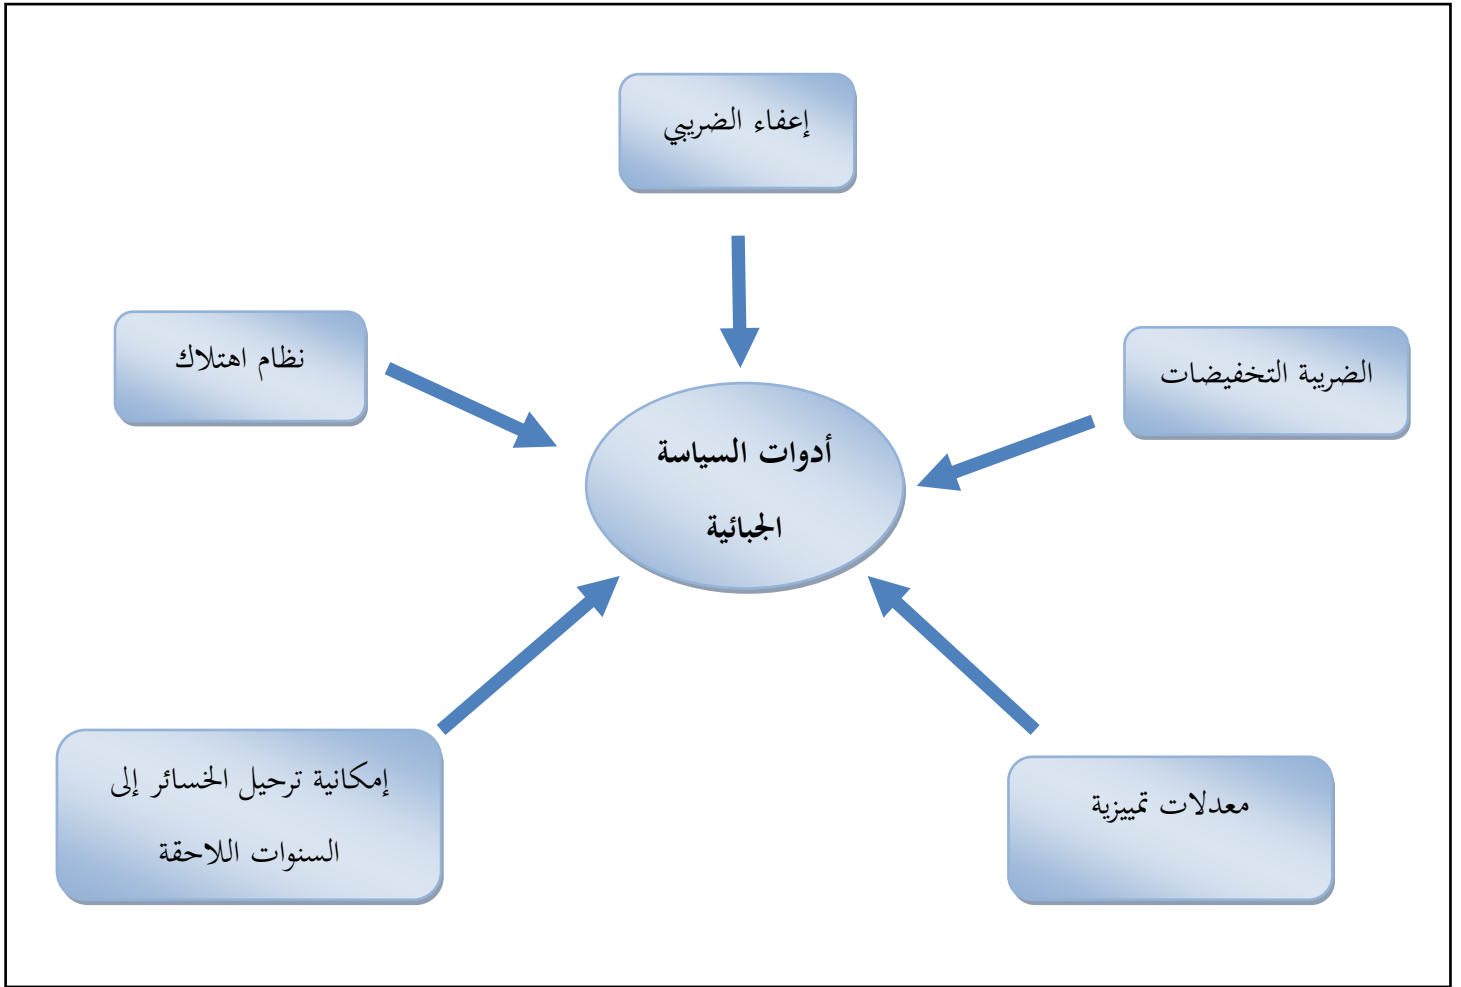 إعفاء الضريبي
نظام اهتلاك
الضريبة التخفيضات
أدوات السياسة
الجبائية
إمكانية ترحيل الخسائر إلى
السنوات اللاحقة
معدلات تمييزية